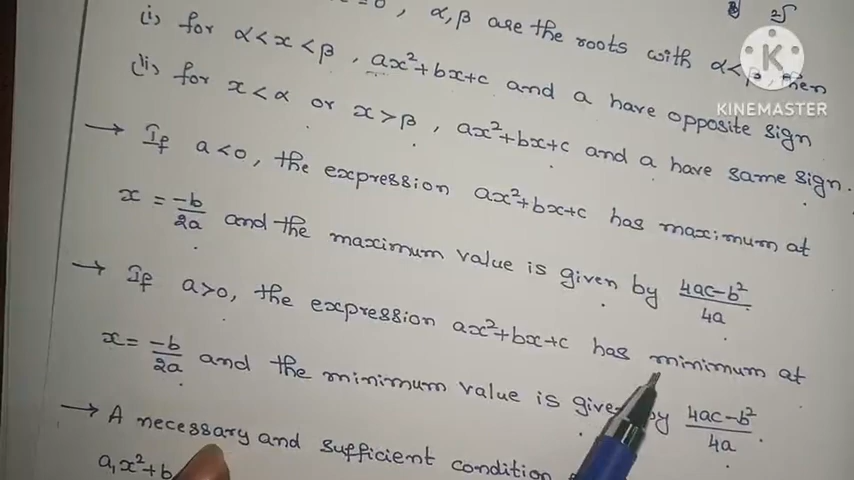 =0, α,β are the roots with α<β, then
(i) for α<x<β, ax²+bx+c and a have opposite sign
(ii) for x<α or x>β, ax²+bx+c and a have same sign.
→ If a<0, the expression ax²+bx+c has maximum at
x = -b/2a and the maximum value is given by 4ac-b²/4a
→ If a>0, the expression ax²+bx+c has minimum at
x = -b/2a and the minimum value is given by 4ac-b²/4a.
→ A necessary and sufficient condition
a₁x²+b
K
KINEMASTER